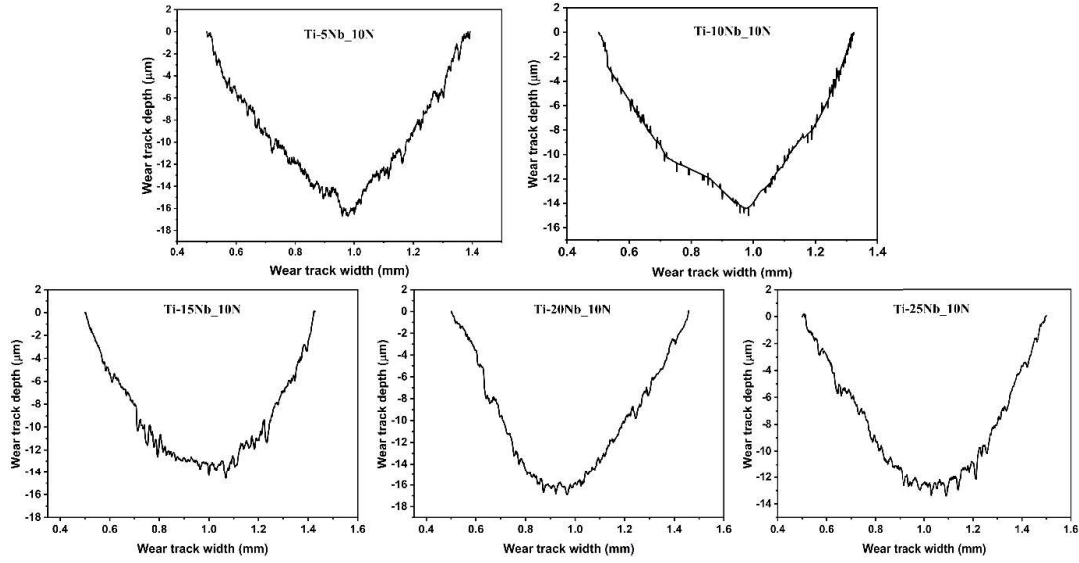 Ti-5Nb_10N
Wear track depth (μm)
2
0
-2
-4
-6
-8
-10
-12
-14
-16
-18
0.4 0.6 0.8 1.0 1.2 1.4
Wear track width (mm)
Ti-10Nb_10N
Wear track depth (μm)
2
0
-2
-4
-6
-8
-10
-12
-14
-16
0.4 0.6 0.8 1.0 1.2 1.4
Wear track width (mm)
Ti-15Nb_10N
Wear track depth (μm)
2
0
-2
-4
-6
-8
-10
-12
-14
-16
-18
0.4 0.6 0.8 1.0 1.2 1.4 1.6
Wear track width (mm)
Ti-20Nb_10N
Wear track depth (μm)
2
0
-2
-4
-6
-8
-10
-12
-14
-16
-18
0.4 0.6 0.8 1.0 1.2 1.4 1.6
Wear track width (mm)
Ti-25Nb_10N
Wear track depth (μm)
2
0
-2
-4
-6
-8
-10
-12
-14
0.4 0.6 0.8 1.0 1.2 1.4 1.6
Wear track width (mm)